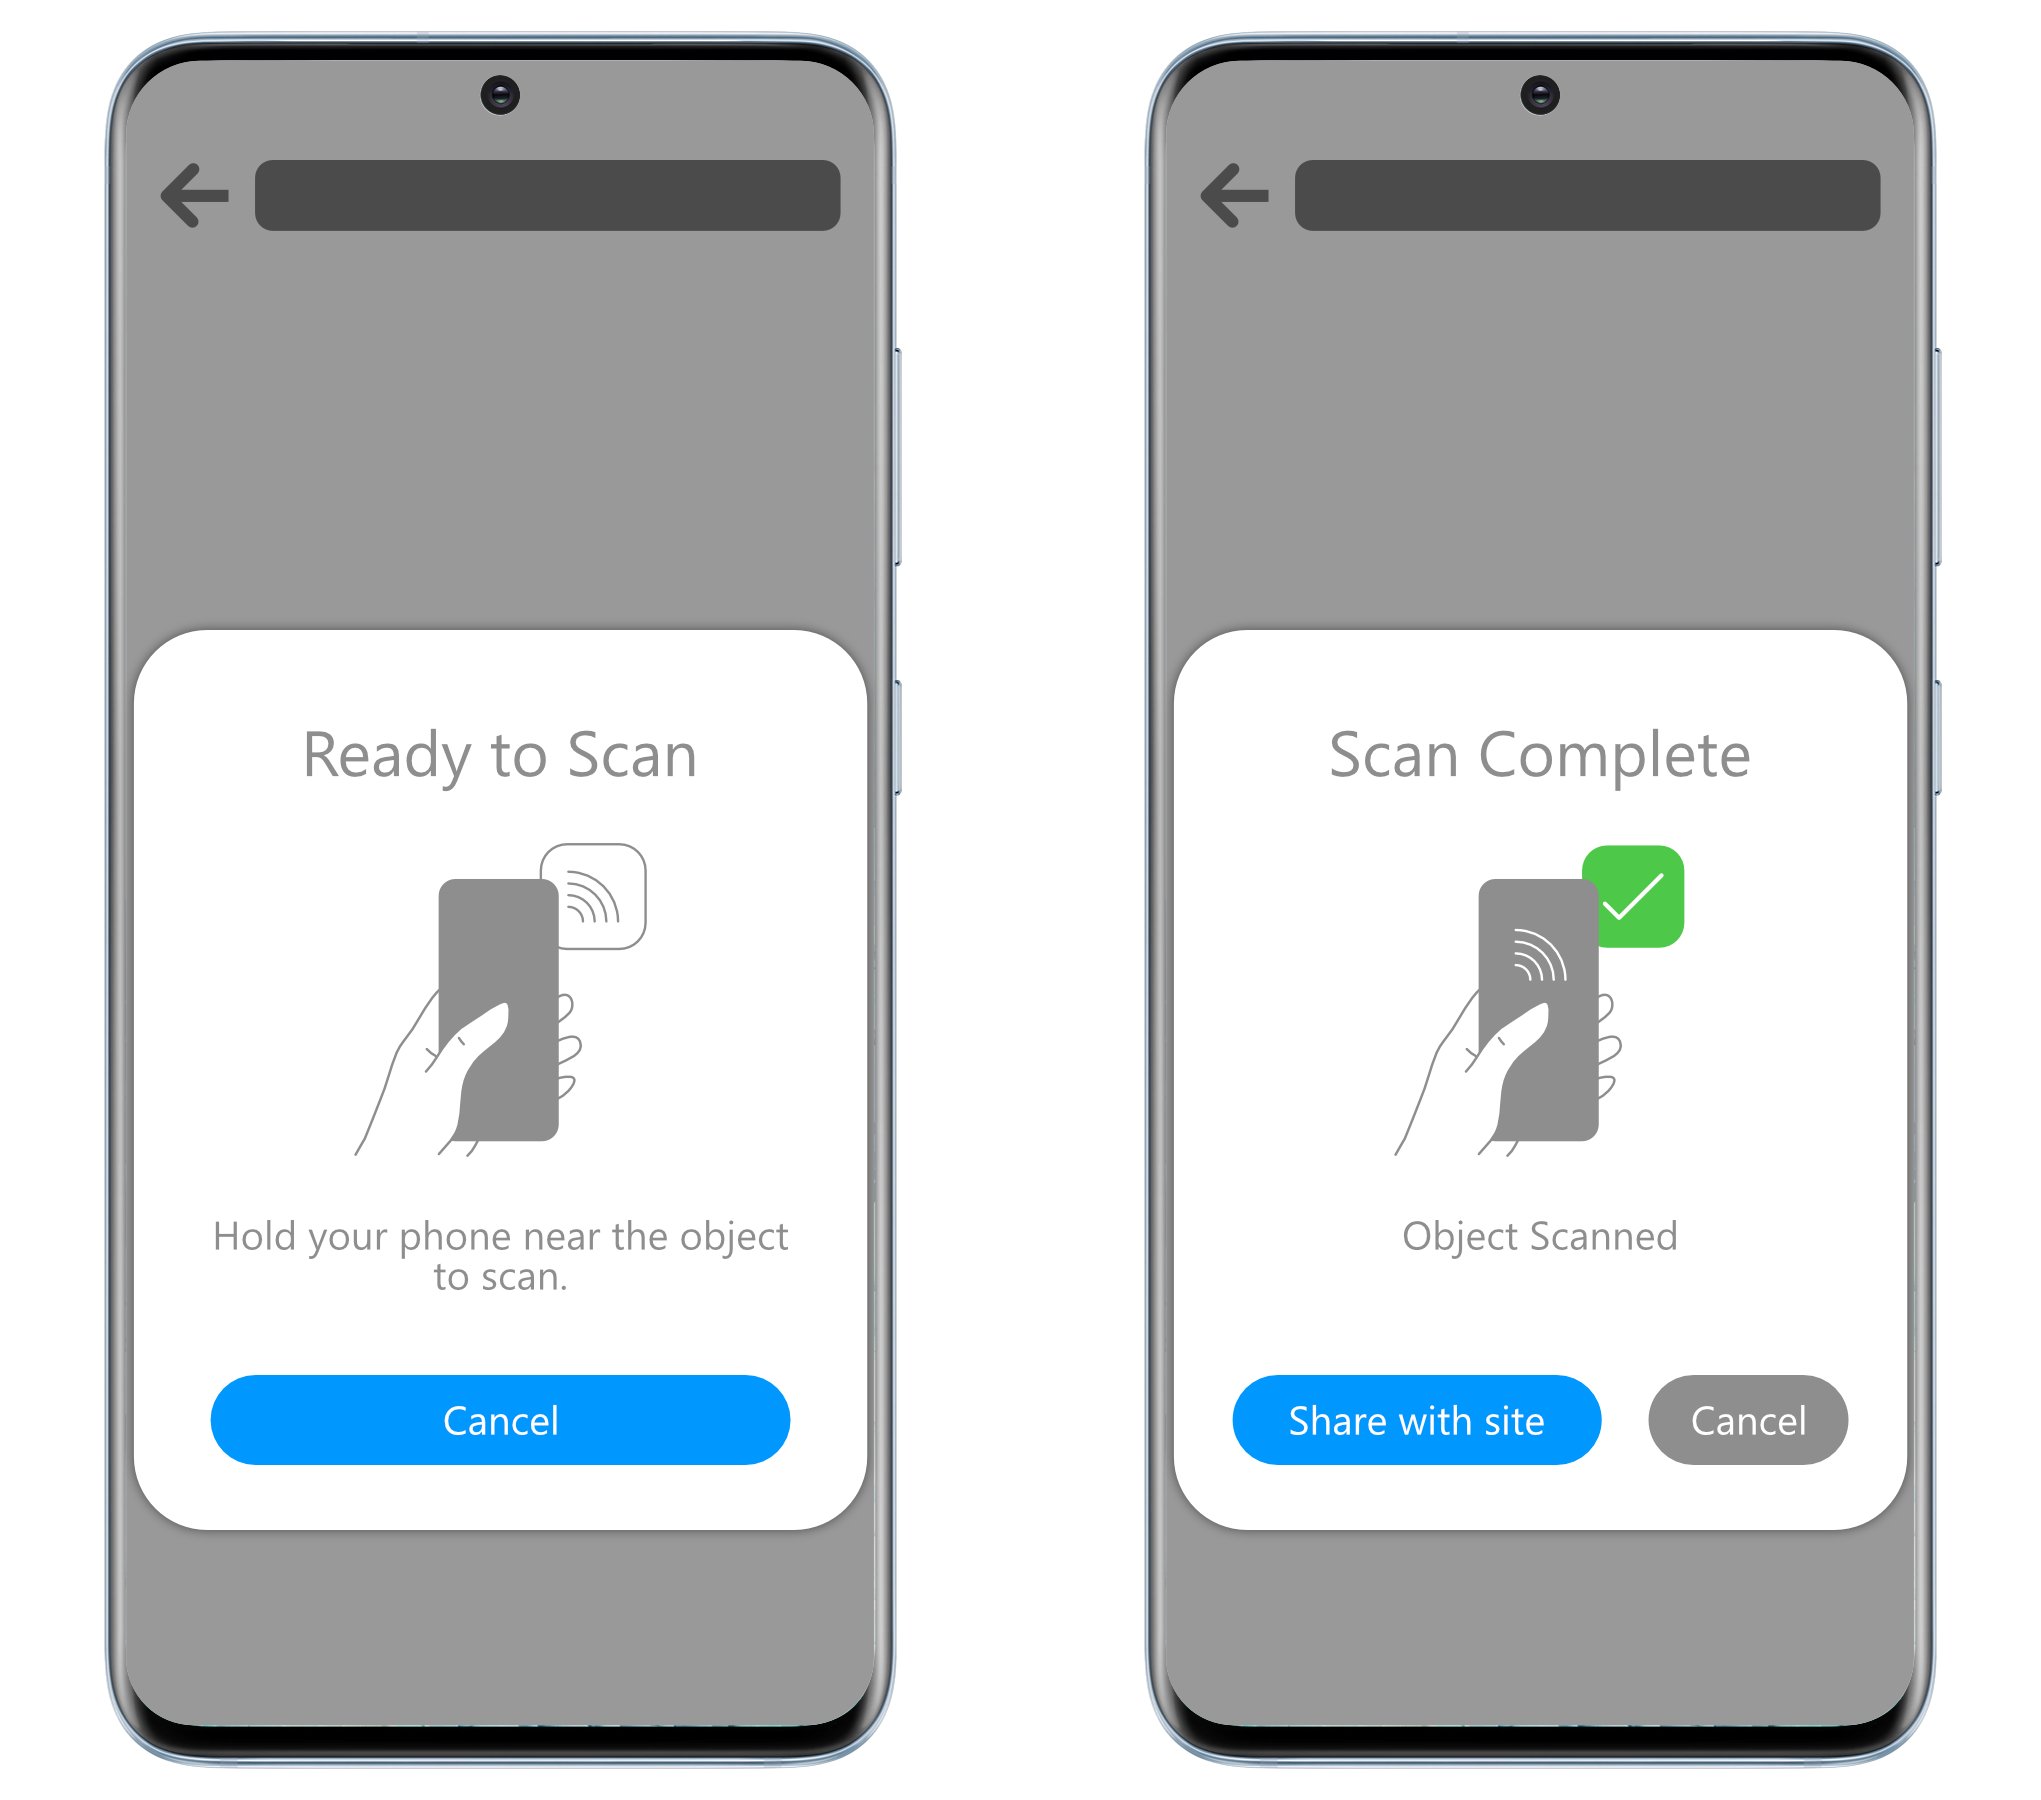 Ready to Scan
Hold your phone near the object
to scan.
Cancel
Scan Complete
Object Scanned
Share with site
Cancel